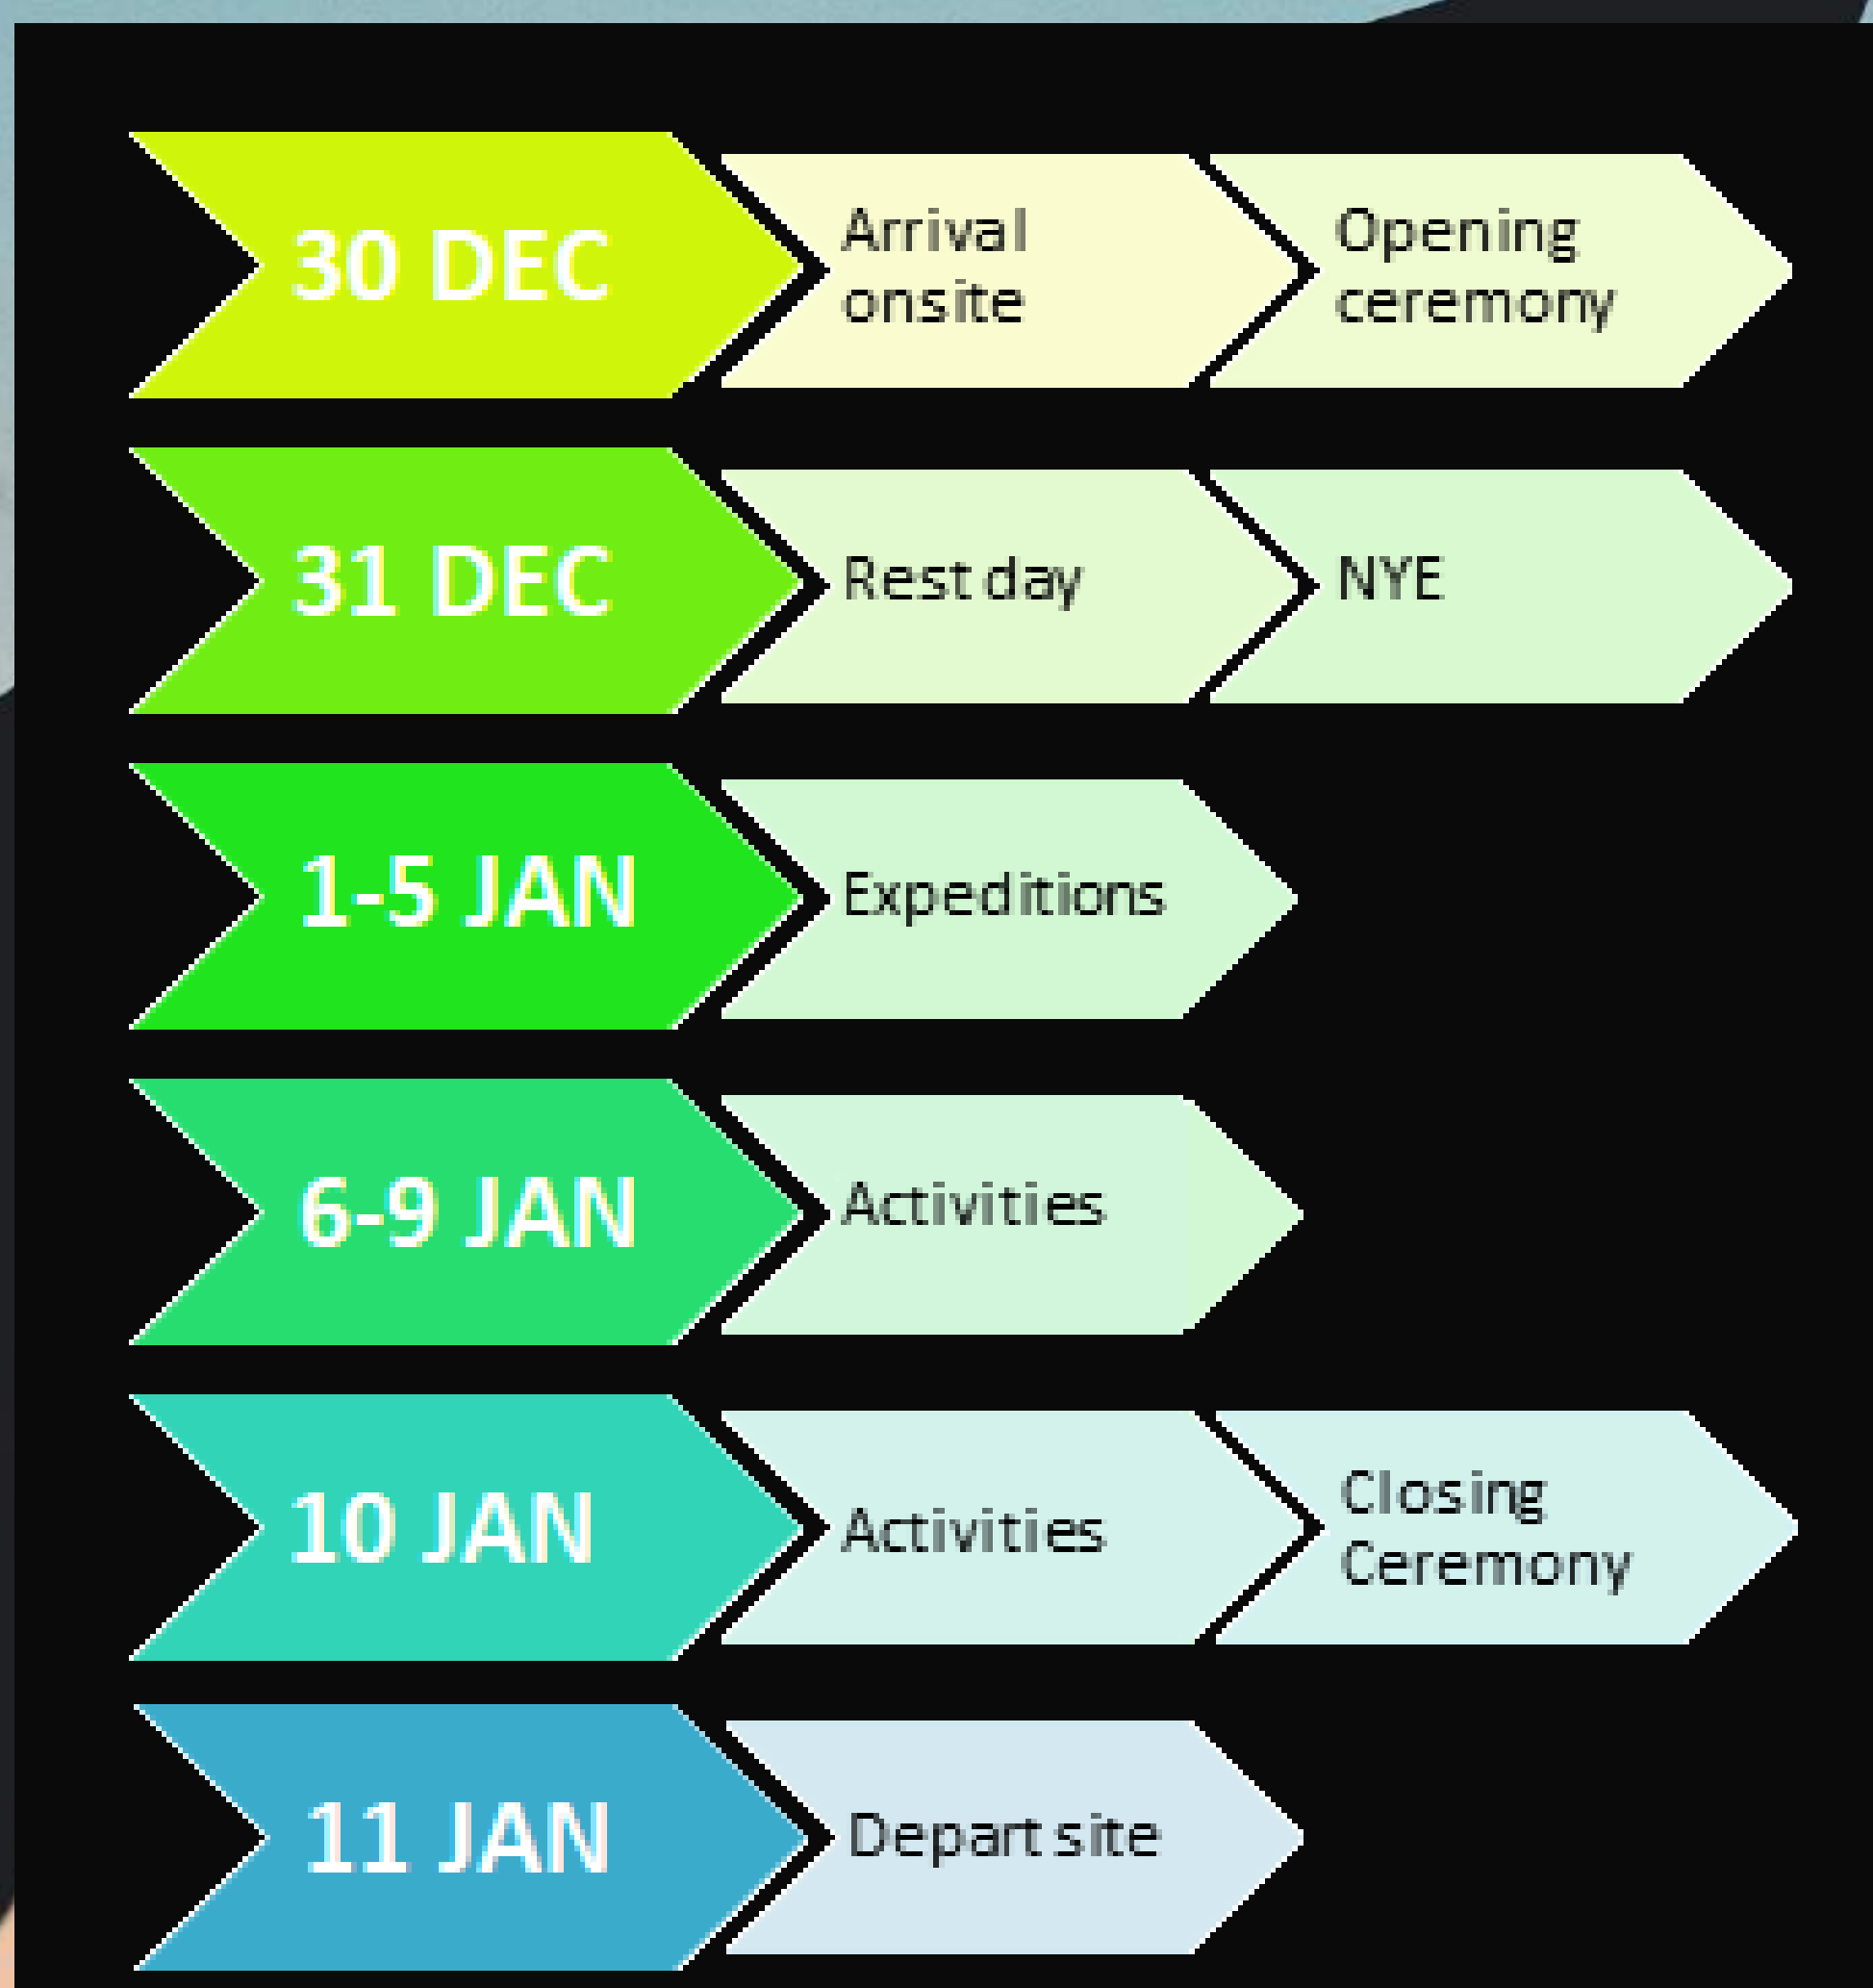 30 DEC
Arrival
onsite
Opening
ceremony
31 DEC
Rest day
NYE
1-5 JAN
Expeditions
6-9 JAN
Activities
10 JAN
Activities
Closing
Ceremony
11 JAN
Depart site